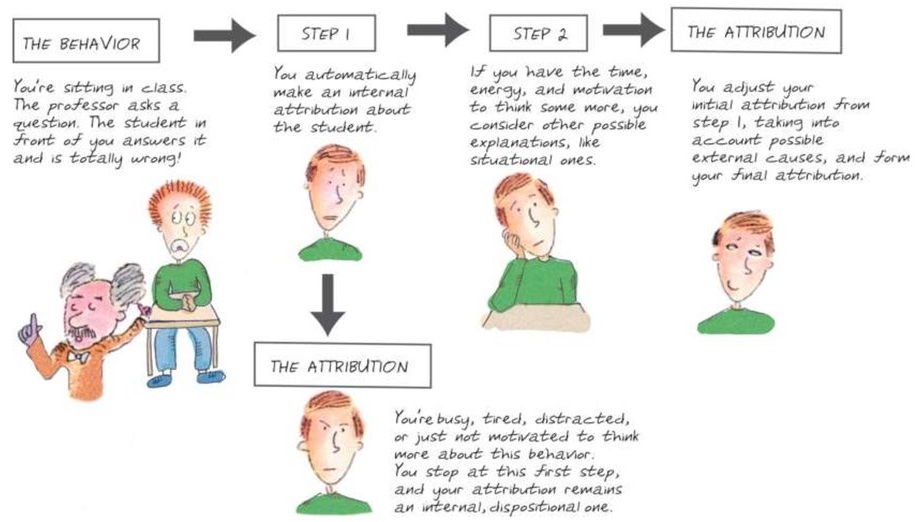 THE BEHAVIOR
You're sitting in class.
The professor asks a
question. The student in
front of you answers it
and is totally wrong!
STEP 1
You automatically
make an internal
attribution about
the student.
STEP 2
If you have the time,
energy, and motivation
to think some more, you
consider other possible
explanations, like
situational ones.
THE ATTRIBUTION
You adjust your
initial attribution from
step 1, taking into
account possible
external causes, and form
your final attribution.
THE ATTRIBUTION
You're busy, tired, distracted,
or just not motivated to think
more about this behavior.
You stop at this first step,
and your attribution remains
an internal, dispositional one.